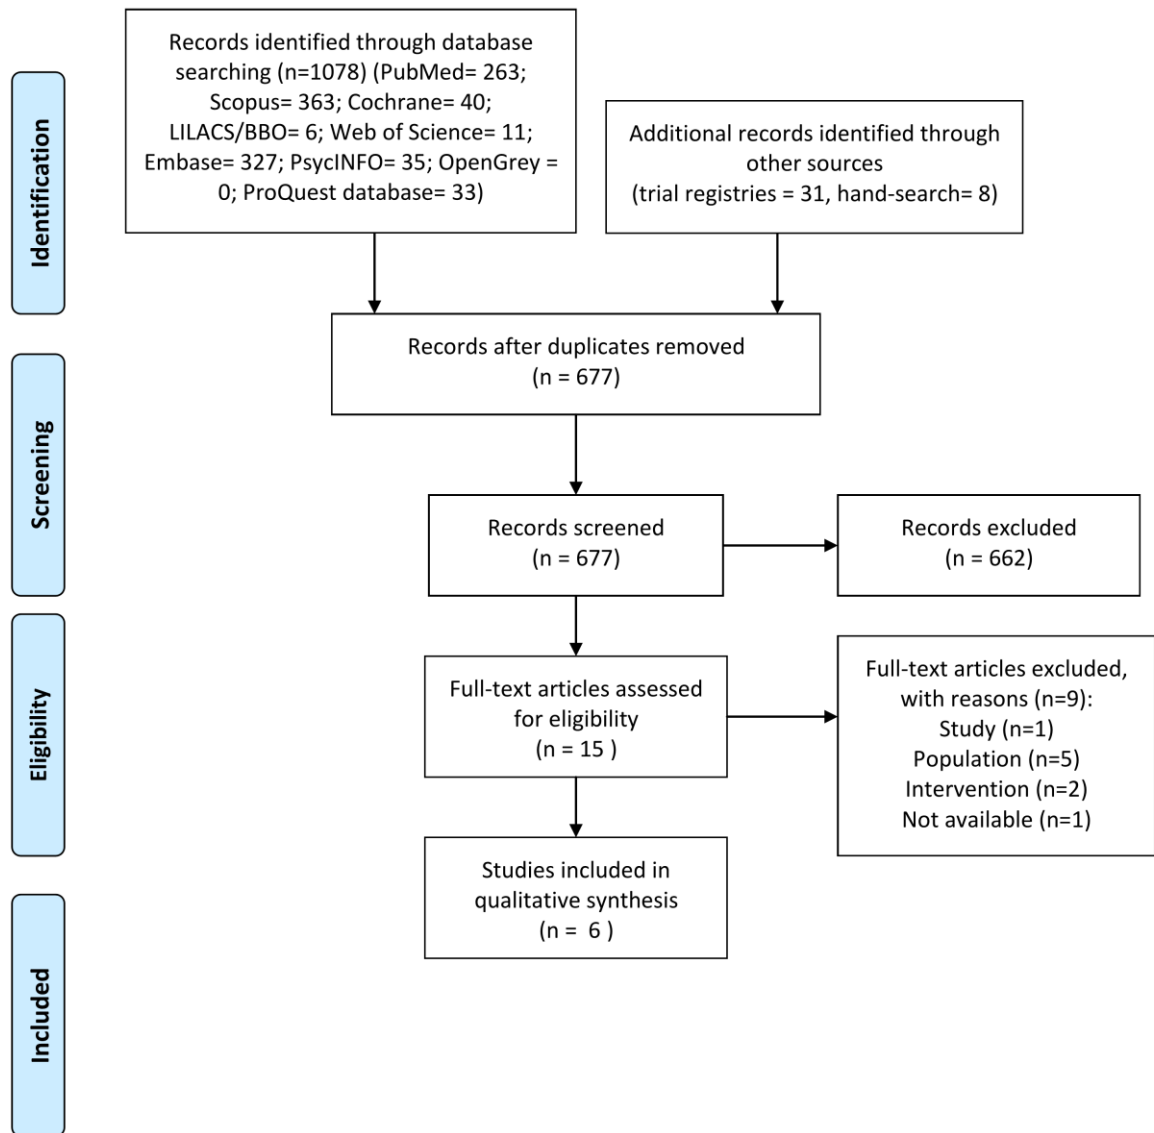 Identification
Records identified through database
searching (n=1078) (PubMed= 263;
Scopus= 363; Cochrane= 40;
LILACS/BBO= 6; Web of Science= 11;
Embase= 327; PsycINFO= 35; OpenGrey =
0; ProQuest database= 33)
Additional records identified through
other sources
(trial registries = 31, hand-search= 8)
Records after duplicates removed
(n = 677)
Screening
Records screened
(n = 677)
Records excluded
(n = 662)
Eligibility
Full-text articles assessed
for eligibility
(n = 15 )
Full-text articles excluded,
with reasons (n=9):
Study (n=1)
Population (n=5)
Intervention (n=2)
Not available (n=1)
Studies included in
qualitative synthesis
(n =  6 )
Included